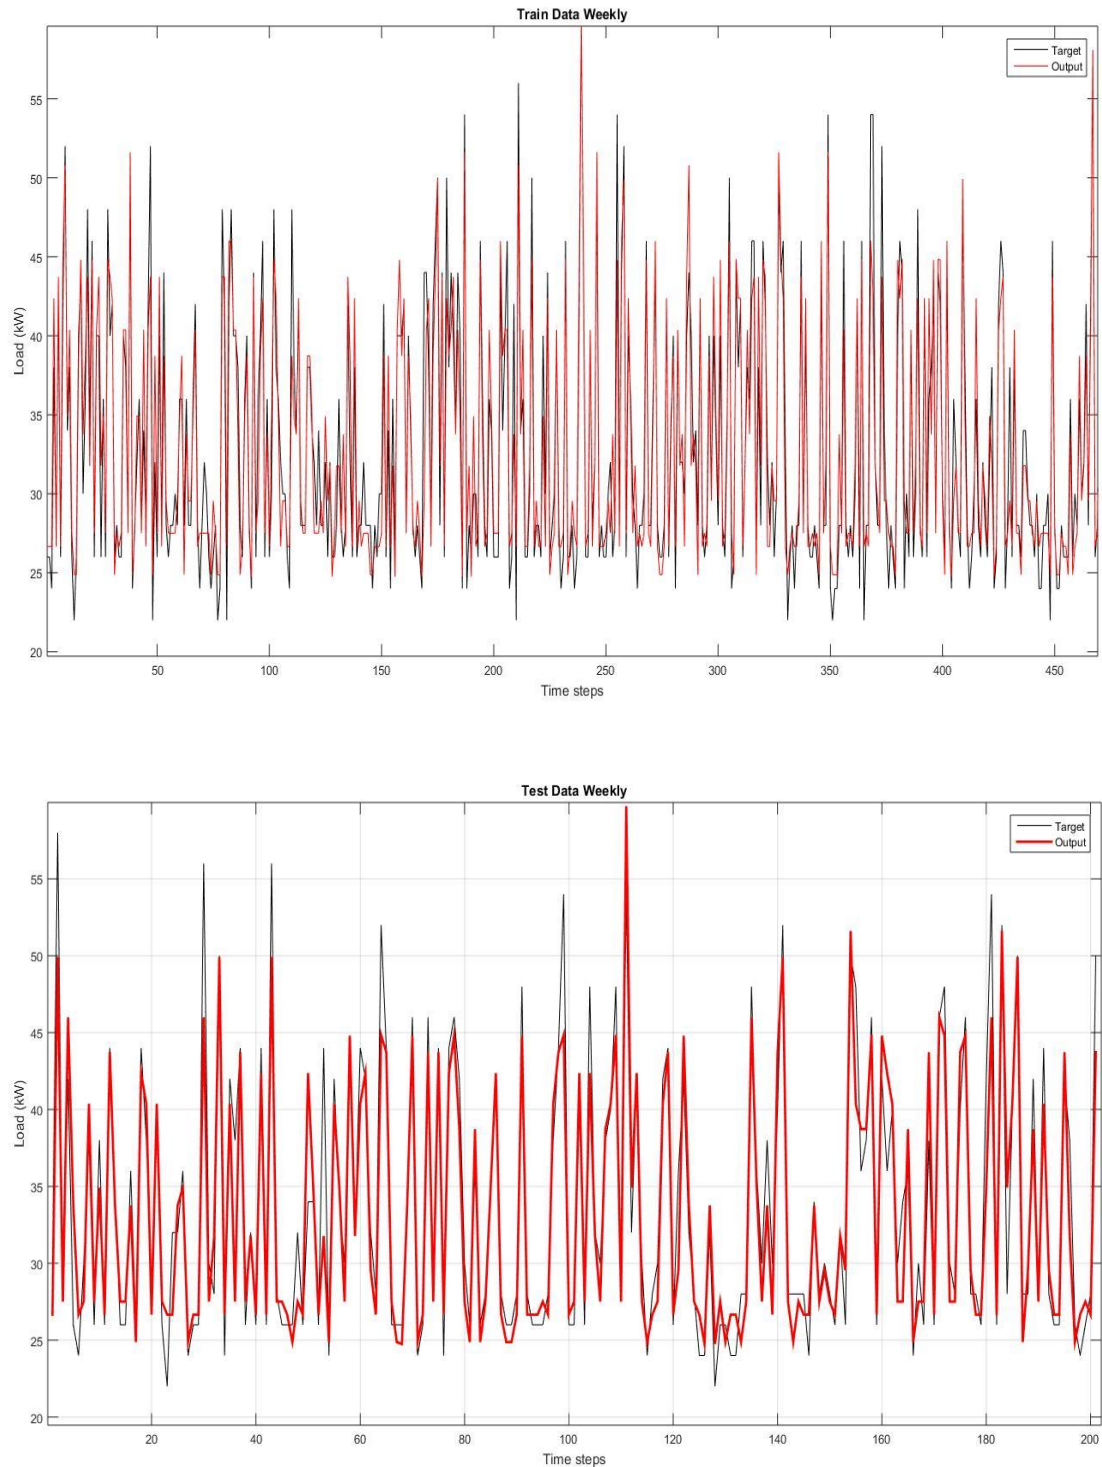 Train Data Weekly
Target
Output
55
50
45
40
35
30
25
20
Load (kW)
50 100 150 200 250 300 350 400 450
Time steps
Test Data Weekly
Target
Output
55
50
45
40
35
30
25
20
Load (kW)
20 40 60 80 100 120 140 160 180 200
Time steps